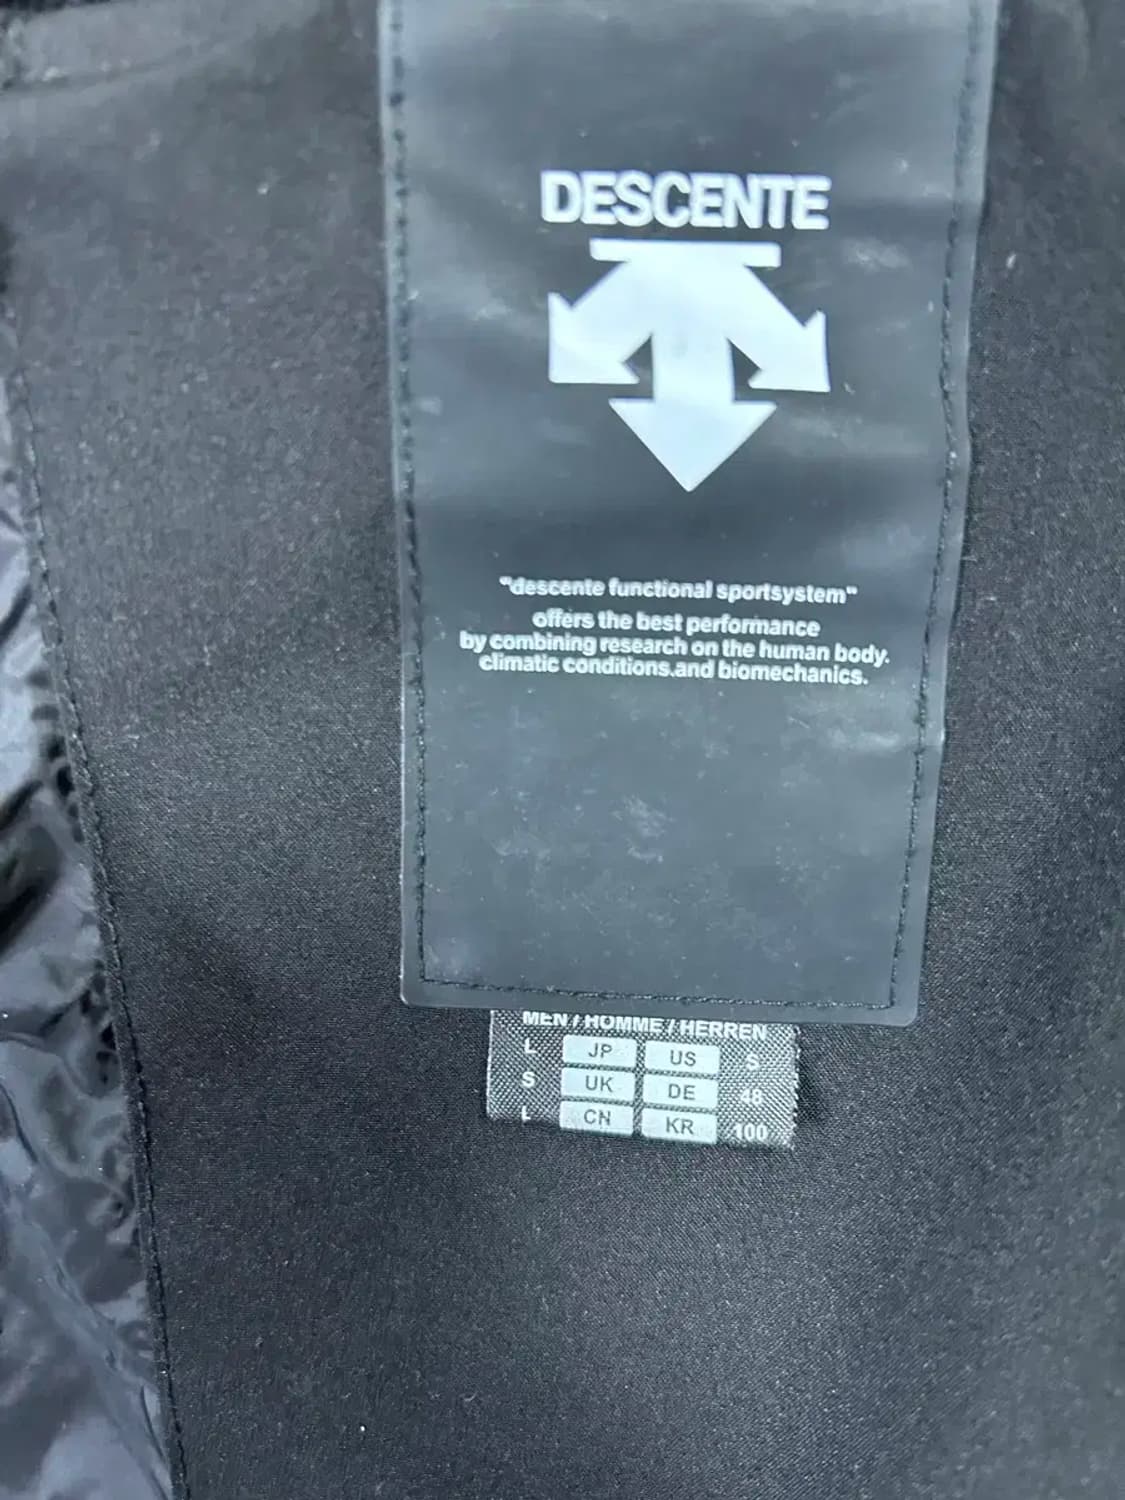 DESCENTE
"descente functional sportsystem"
offers the best performance
by combining research on the human body.
climatic conditions.and biomechanics.
MEN / HOMME / HERREN
L JP US S
S UK DE 48
L CN KR 100